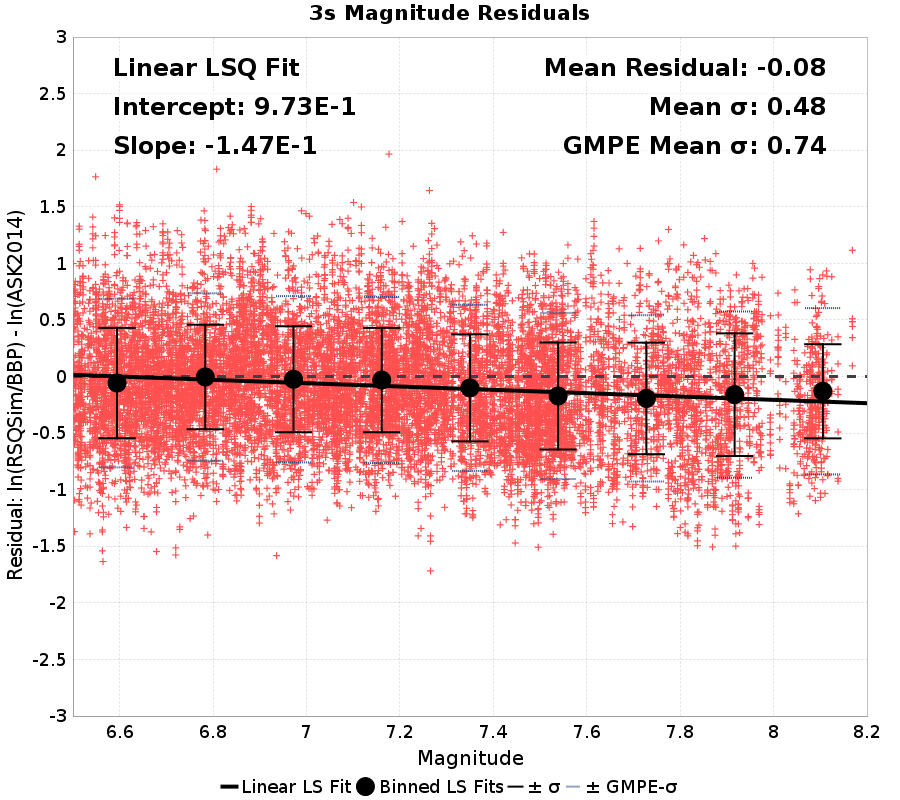 3s Magnitude Residuals
Linear LSQ Fit
Intercept: 9.73E-1
Slope: -1.47E-1
Mean Residual: -0.08
Mean σ: 0.48
GMPE Mean σ: 0.74
Residual: ln(RSQSim/BBP) - ln(ASK2014)
3
2.5
2
1.5
1
0.5
0
-0.5
-1
-1.5
-2
-2.5
-3
6.6 6.8 7 7.2 7.4 7.6 7.8 8 8.2
Magnitude
Linear LS Fit Binned LS Fits ± σ ± GMPE-σ